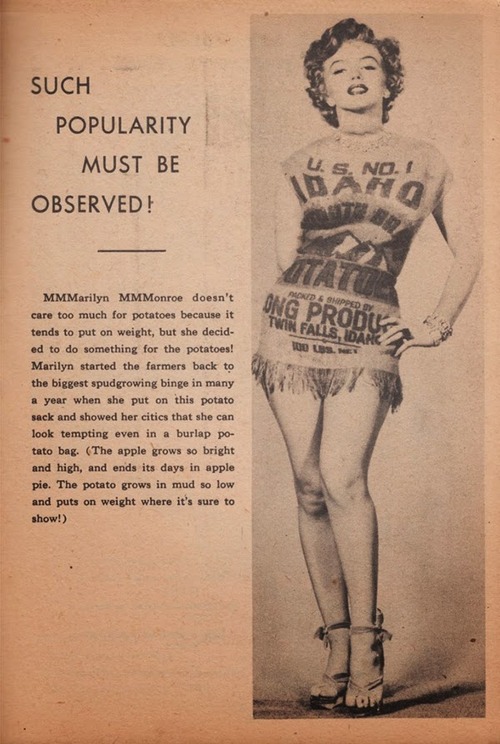 SUCH
POPULARITY
MUST BE
OBSERVED!
MMMarilyn MMMonroe doesn't
care too much for potatoes because it
tends to put on weight, but she decid-
ed to do something for the potatoes!
Marilyn started the farmers back to
the biggest spudgrowing binge in many
a year when she put on this potato
sack and showed her critics that she can
look tempting even in a burlap po-
tato bag. (The apple grows so bright
and high, and ends its days in apple
pie. The potato grows in mud so low
and puts on weight where it's sure to
show!)
U. S. NO. 1
IDAHO
OTATOE
PACKED & SHIPPED BY
ONG PRODU
TWIN FALLS, IDAHO
100 LBS. NET